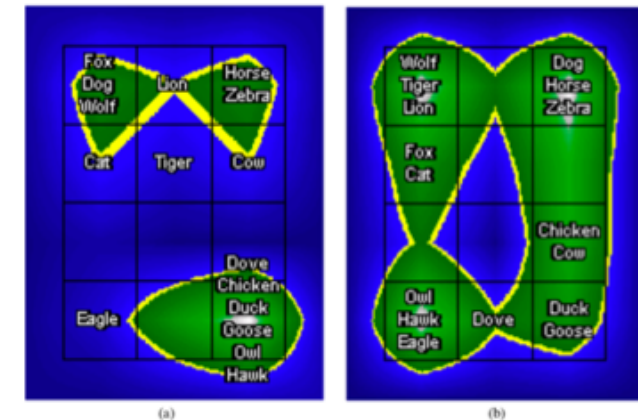 Fox
Dog
Wolf
Lion
Horse
Zebra
Cat
Tiger
Cow
Dove
Chicken
Eagle
Duck
Goose
Owl
Hawk
(a)
Wolf
Tiger
Lion
Dog
Horse
Zebra
Fox
Cat
Chicken
Cow
Owl
Hawk
Eagle
Dove
Duck
Goose
(b)